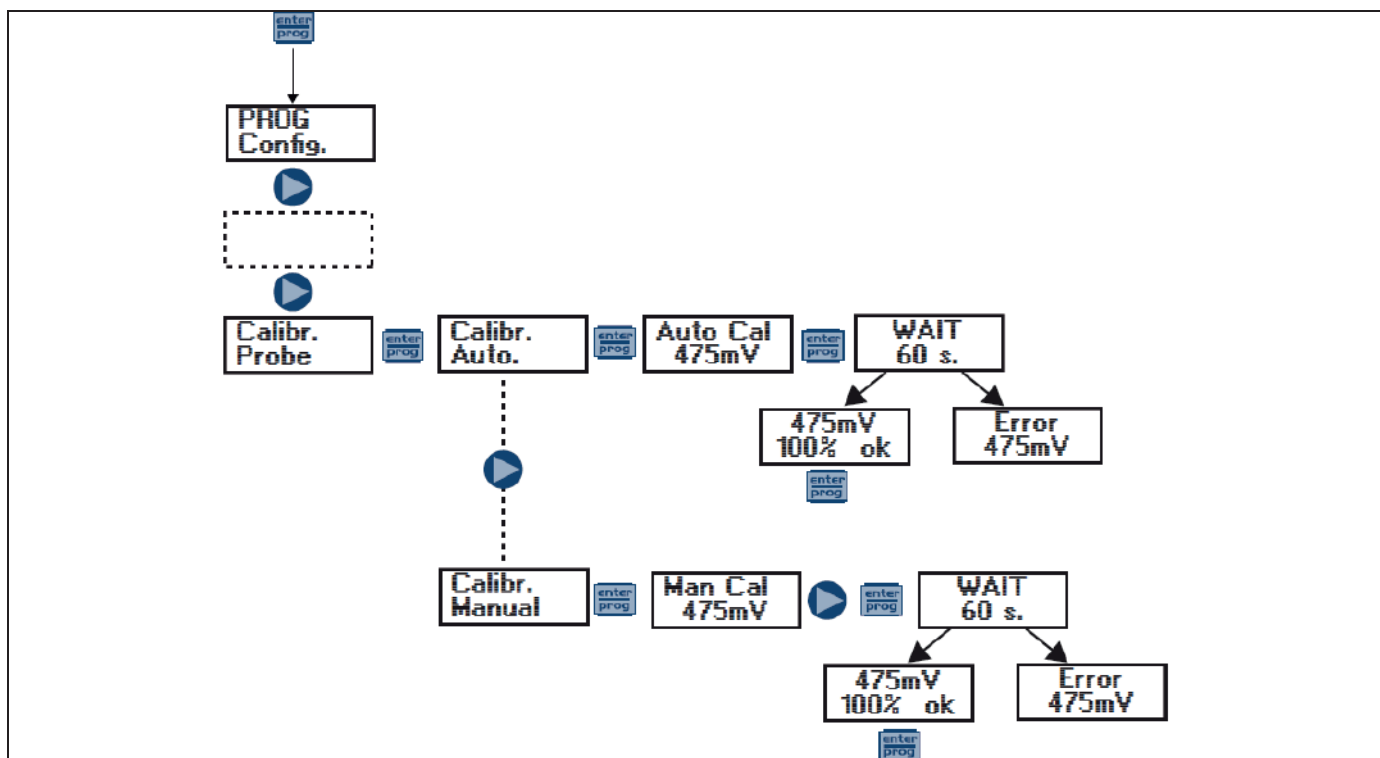 enter
prog
PROG
Config.
Calibr.
Probe
enter
prog
Calibr.
Auto.
enter
prog
Auto Cal
475mV
enter
prog
WAIT
60 s.
475mV
100% ok
enter
prog
Error
475mV
Calibr.
Manual
enter
prog
Man Cal
475mV
enter
prog
WAIT
60 s.
475mV
100% ok
enter
prog
Error
475mV